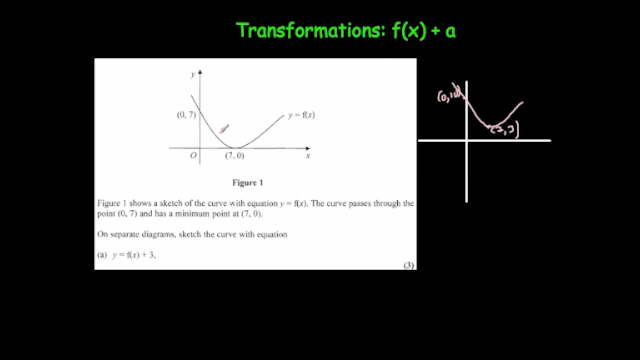 Transformations: f(x) + a
y
(0, 7)
y = f(x)
O
(7, 0)
x
Figure 1
Figure 1 shows a sketch of the curve with equation y = f(x). The curve passes through the
point (0, 7) and has a minimum point at (7, 0).
On separate diagrams, sketch the curve with equation
(a) y = f(x) + 3,
(3)
(0,10)
(7,3)